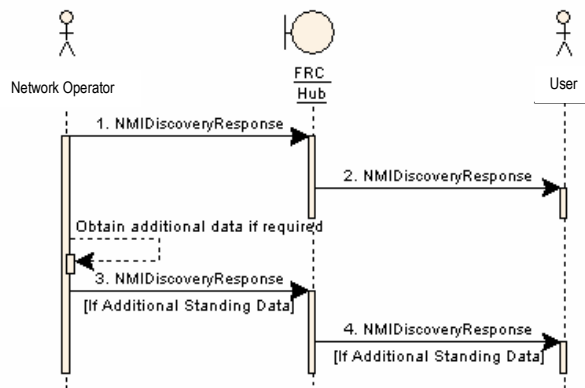 Network Operator
FRC
Hub
User
1. NMIDiscoveryResponse
2. NMIDiscoveryResponse
Obtain additional data if required
3. NMIDiscoveryResponse
[If Additional Standing Data]
4. NMIDiscoveryResponse
[If Additional Standing Data]